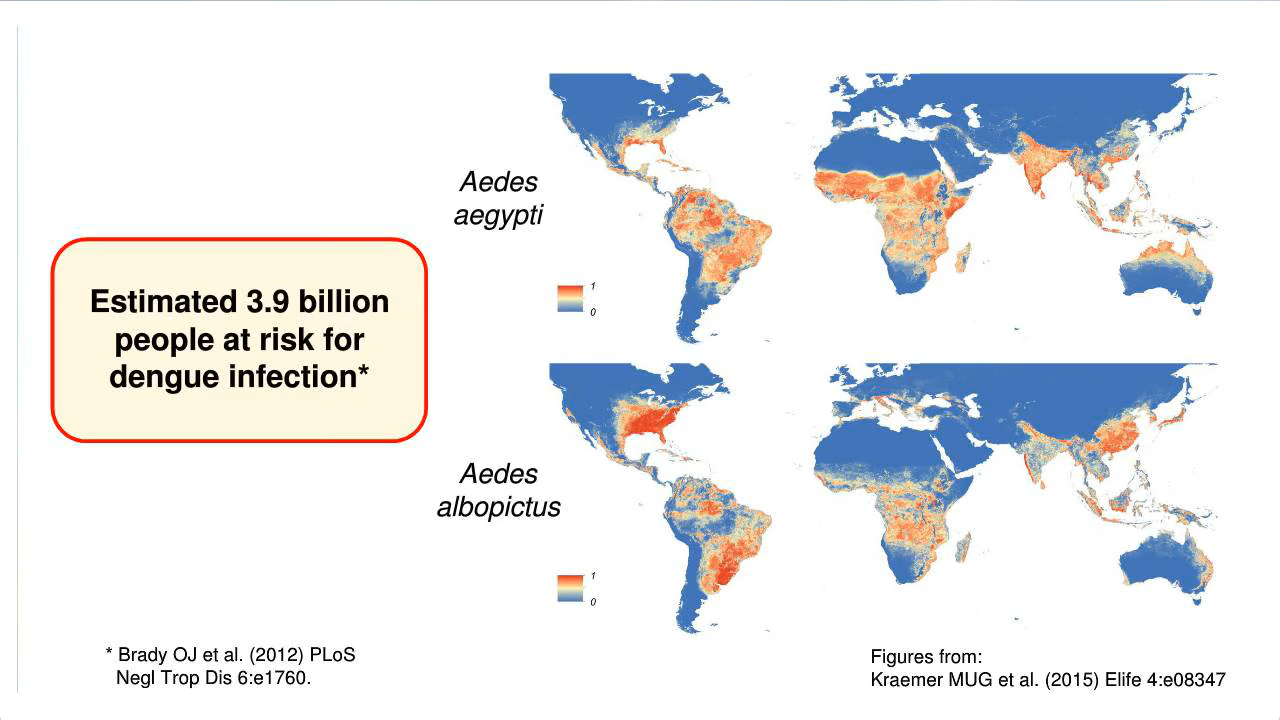 Aedes
aegypti
1
0
Estimated 3.9 billion
people at risk for
dengue infection*
Aedes
albopictus
1
0
* Brady OJ et al. (2012) PLoS
Negl Trop Dis 6:e1760.
Figures from:
Kraemer MUG et al. (2015) Elife 4:e08347